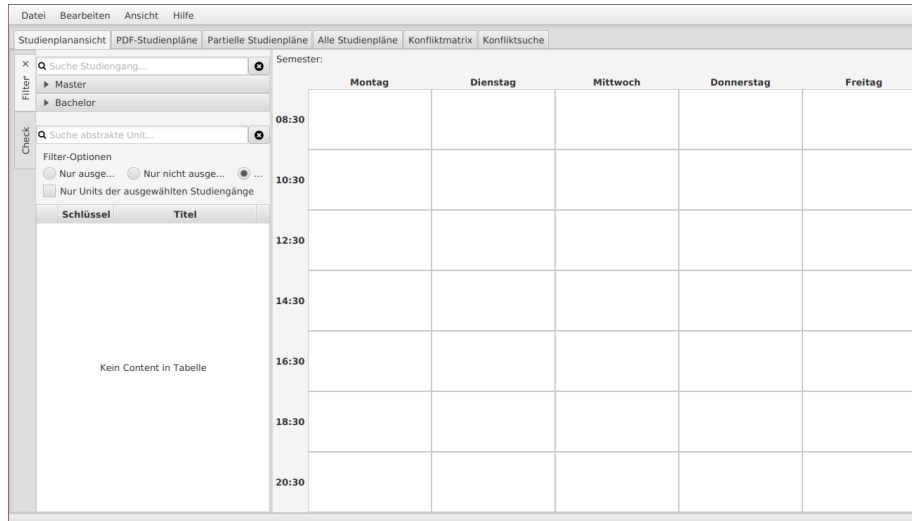 Datei Bearbeiten Ansicht Hilfe
Studienplanansicht PDF-Studienpläne Partielle Studienpläne Alle Studienpläne Konfliktmatrix Konfliktsuche
Filter
Check
Suche Studiengang...
Master
Bachelor
Suche abstrakte Unit...
Filter-Optionen
Nur ausge... Nur nicht ausge... ...
Nur Units der ausgewählten Studiengänge
Schlüssel Titel
Kein Content in Tabelle
Semester:
Montag Dienstag Mittwoch Donnerstag Freitag
08:30
10:30
12:30
14:30
16:30
18:30
20:30